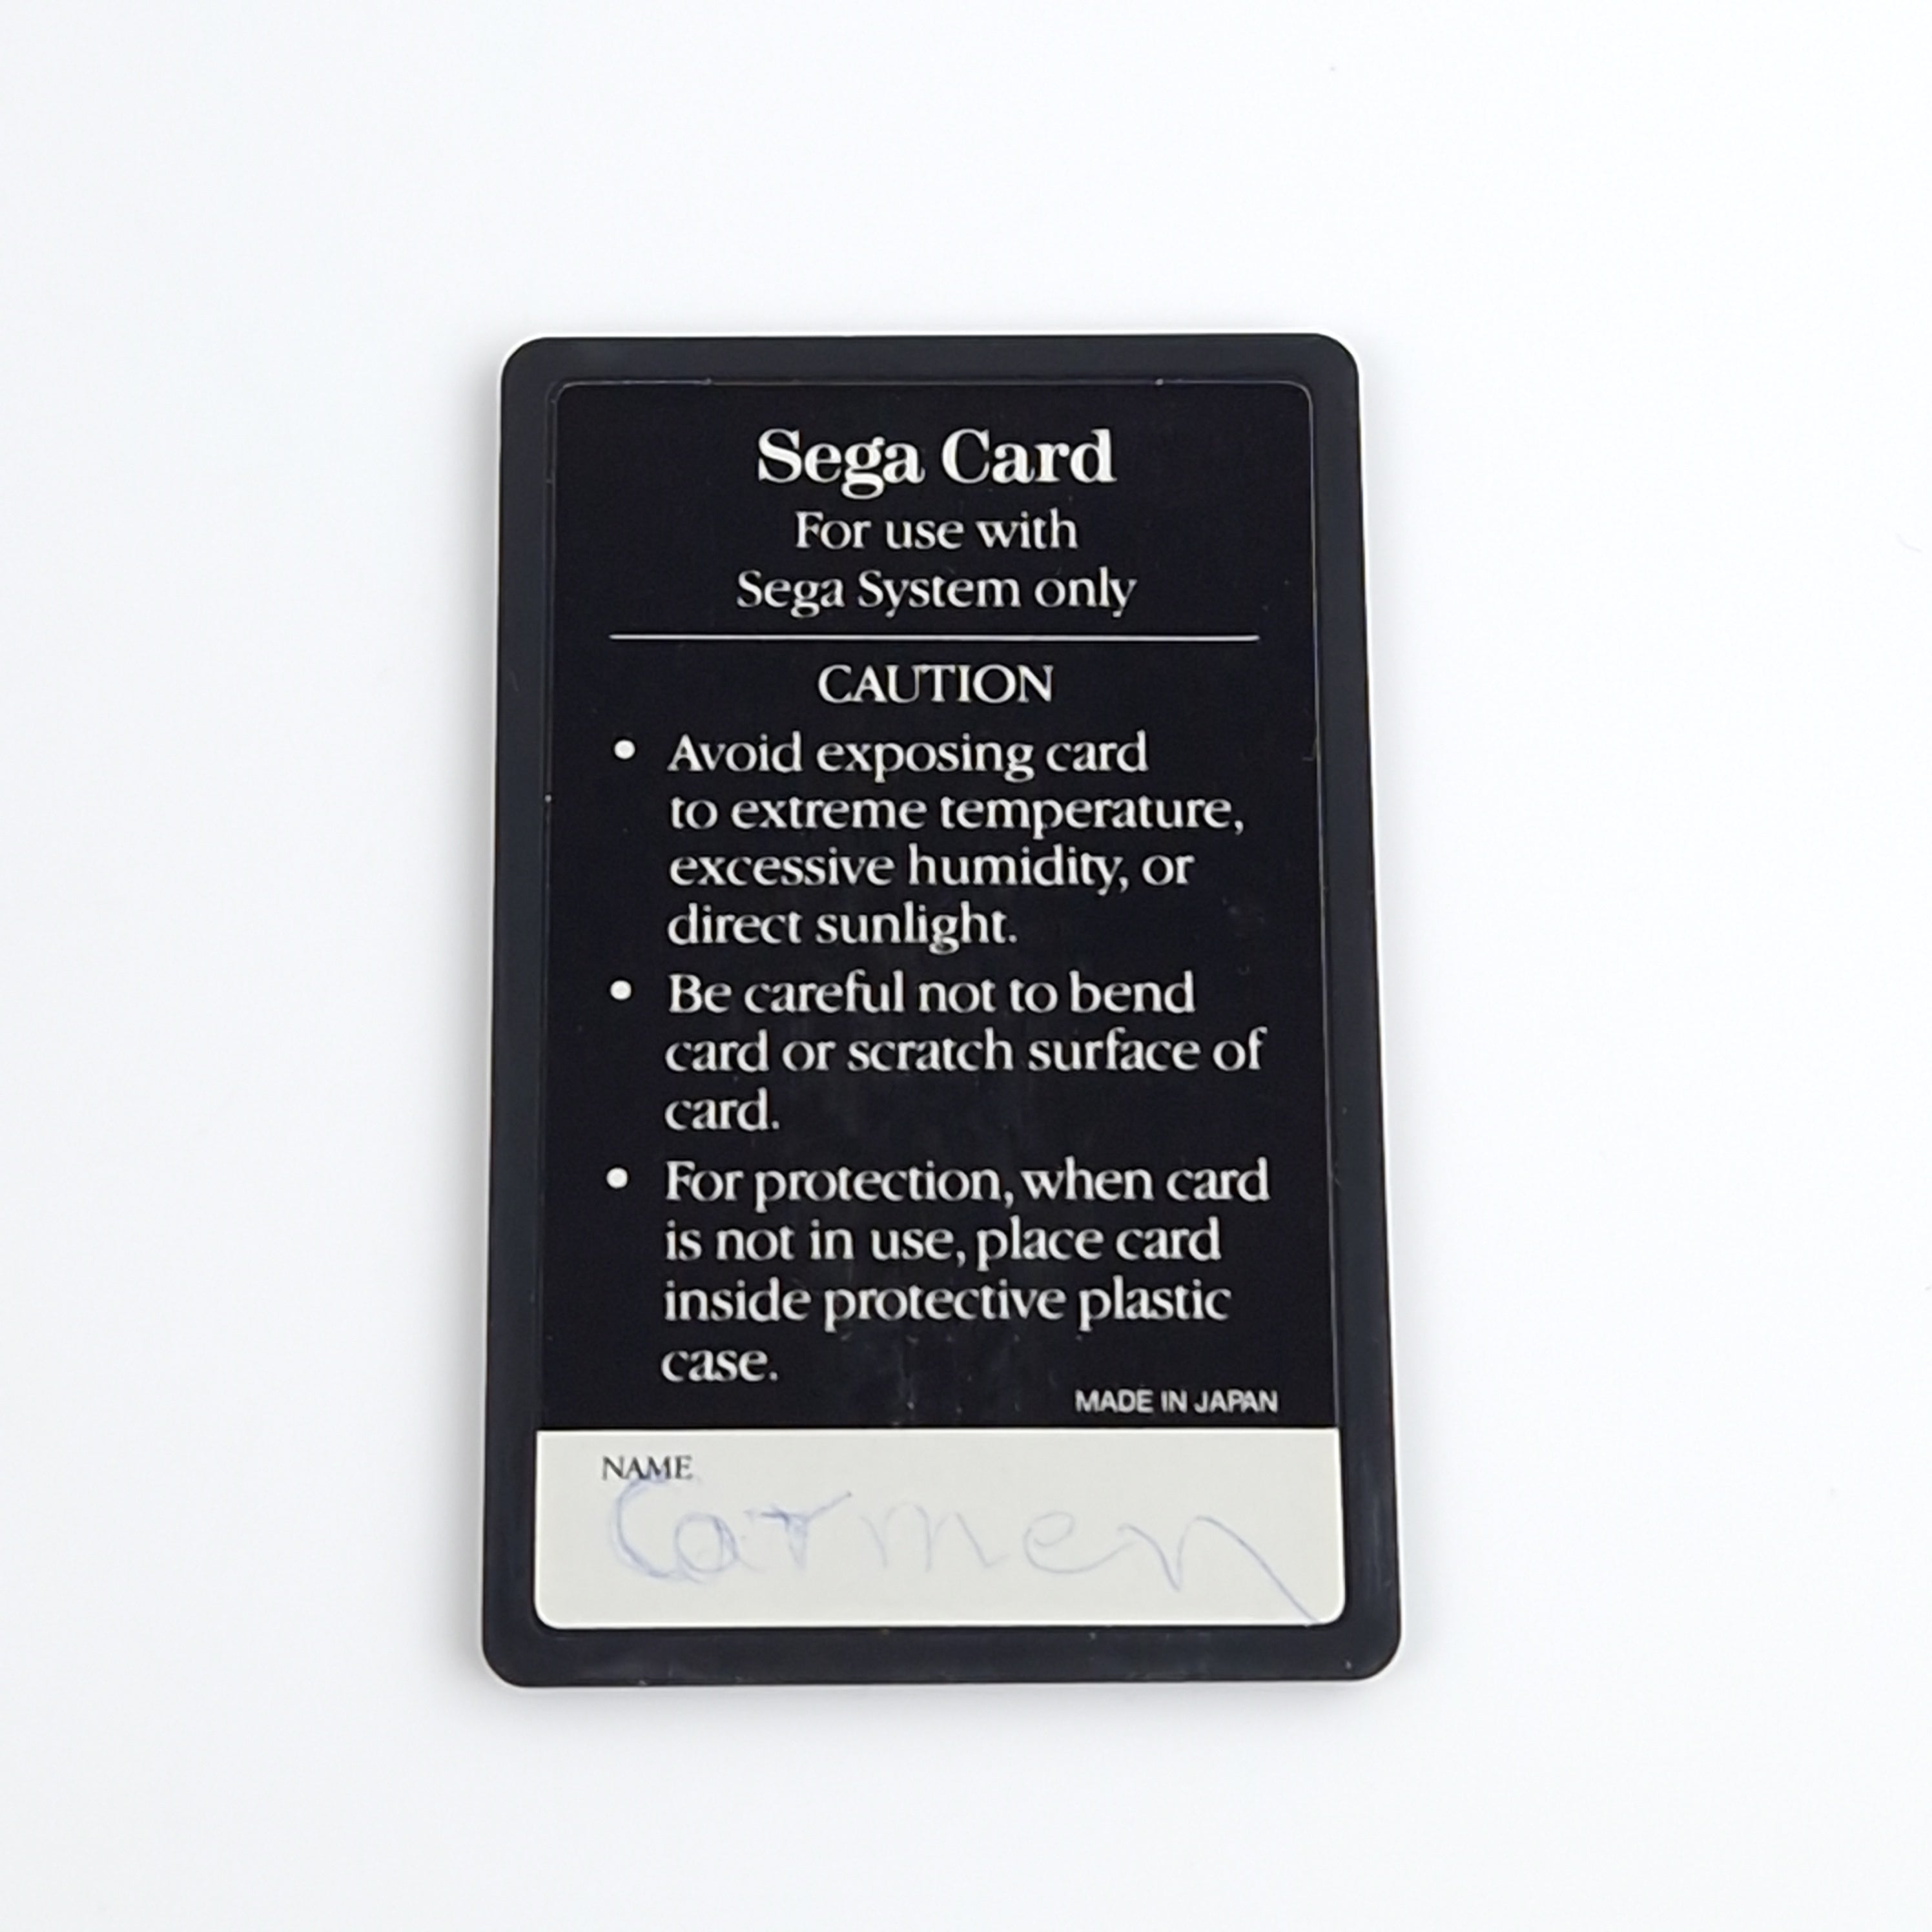 Sega Card
For use with
Sega System only
CAUTION
• Avoid exposing card
to extreme temperature,
excessive humidity, or
direct sunlight.
• Be careful not to bend
card or scratch surface of
card.
• For protection, when card
is not in use, place card
inside protective plastic
case.
MADE IN JAPAN
NAME
Carmen